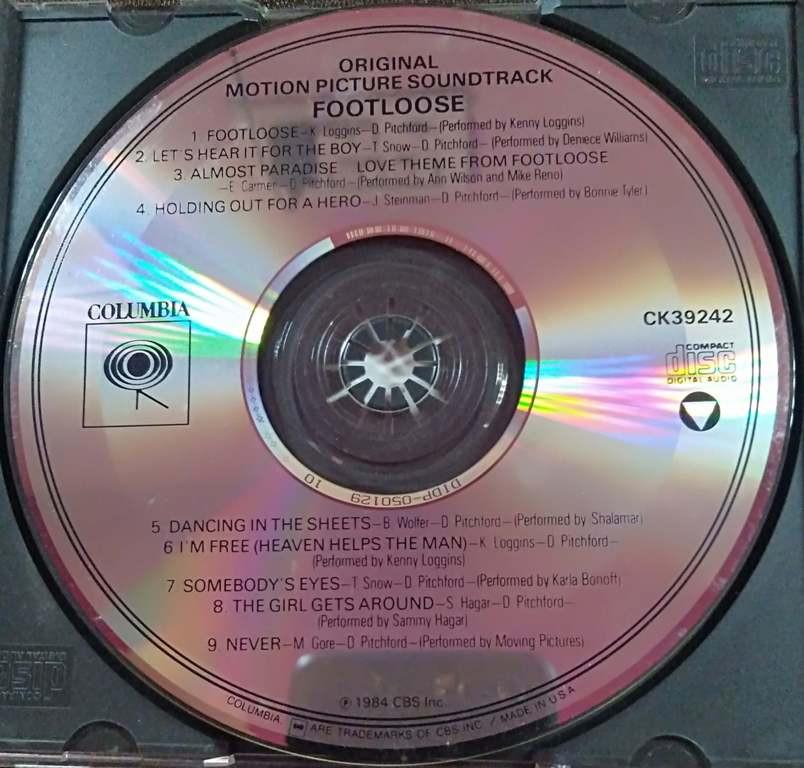 ORIGINAL
MOTION PICTURE SOUNDTRACK
FOOTLOOSE
1. FOOTLOOSE–K. Loggins–D. Pitchford–(Performed by Kenny Loggins)
2. LET'S HEAR IT FOR THE BOY–T. Snow–D. Pitchford–(Performed by Deniece Williams)
3. ALMOST PARADISE... LOVE THEME FROM FOOTLOOSE
–E. Carmen–D. Pitchford–(Performed by Ann Wilson and Mike Reno)
4. HOLDING OUT FOR A HERO–J. Steinman–D. Pitchford–(Performed by Bonnie Tyler)
COLUMBIA
CK39242
COMPACT
disc
DIGITAL AUDIO
DIDP-050129 10
5. DANCING IN THE SHEETS–B. Wolfer–D. Pitchford–(Performed by Shalamar)
6 I'M FREE (HEAVEN HELPS THE MAN)–K. Loggins–D. Pitchford–
(Performed by Kenny Loggins)
7. SOMEBODY'S EYES–T. Snow–D. Pitchford–(Performed by Karla Bonoff)
8. THE GIRL GETS AROUND–S. Hagar–D. Pitchford–
(Performed by Sammy Hagar)
9. NEVER–M. Gore–D. Pitchford–(Performed by Moving Pictures)
℗ 1984 CBS Inc.
COLUMBIA, ARE TRADEMARKS OF CBS INC. / MADE IN U.S.A.